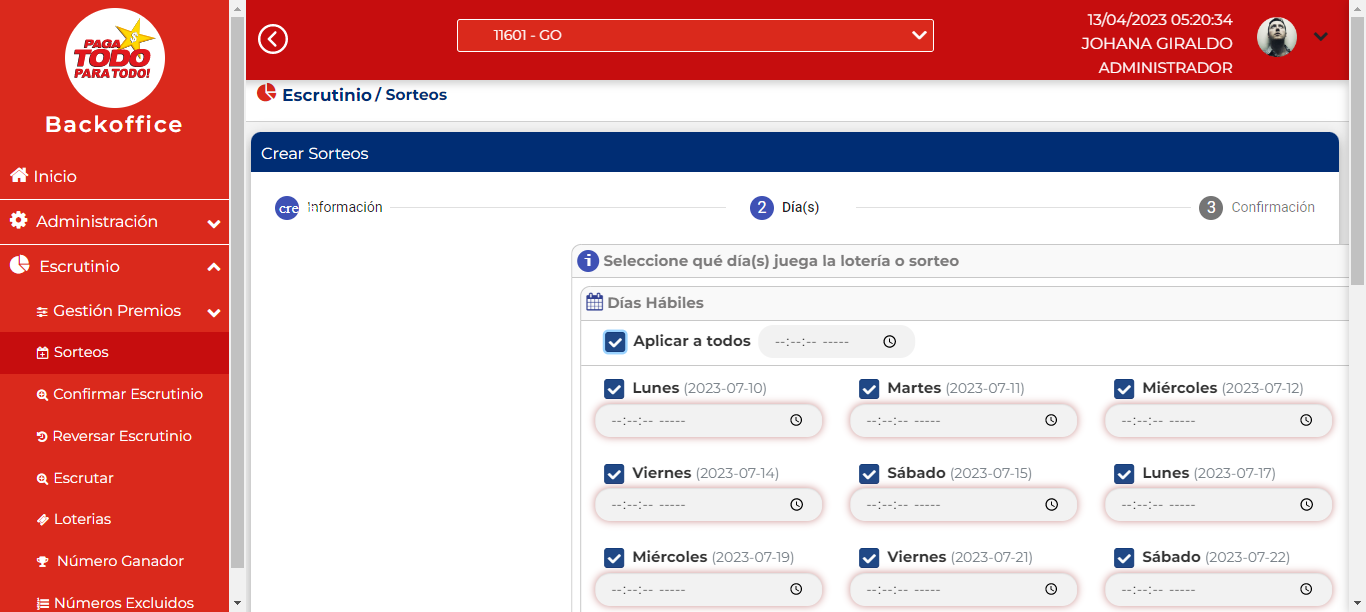 PAGA
TODO
PARA TODO!
Backoffice
Inicio
Administración
Escrutinio
Gestión Premios
Sorteos
Confirmar Escrutinio
Reversar Escrutinio
Escrutar
Loterias
Número Ganador
Números Excluidos
11601 - GO
13/04/2023 05:20:34
JOHANA GIRALDO
ADMINISTRADOR
Escrutinio / Sorteos
Crear Sorteos
cre Información
2 Día(s)
3 Confirmación
i Seleccione qué día(s) juega la lotería o sorteo
Días Hábiles
Aplicar a todos --:--:-- -----
Lunes (2023-07-10) Martes (2023-07-11) Miércoles (2023-07-12)
--:--:-- ----- --:--:-- ----- --:--:-- -----
Viernes (2023-07-14) Sábado (2023-07-15) Lunes (2023-07-17)
--:--:-- ----- --:--:-- ----- --:--:-- -----
Miércoles (2023-07-19) Viernes (2023-07-21) Sábado (2023-07-22)
--:--:-- ----- --:--:-- ----- --:--:-- -----